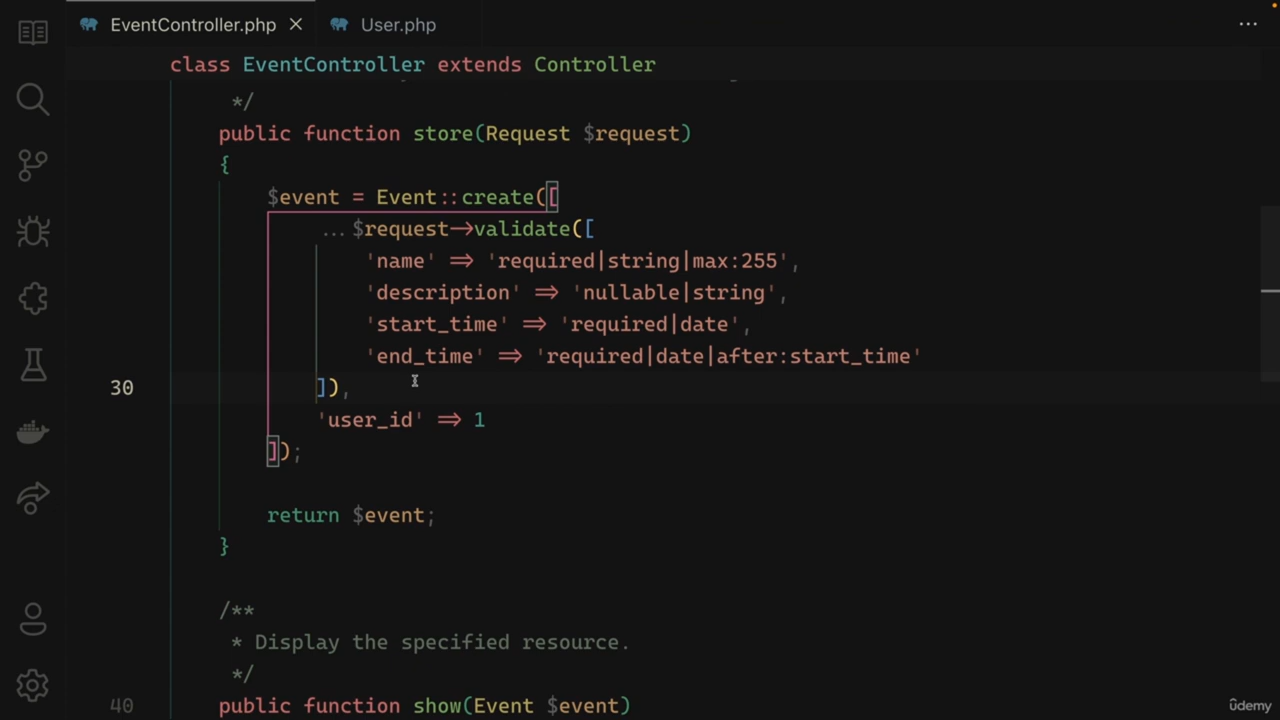 EventController.php
User.php
class EventController extends Controller
*/
public function store(Request $request)
{
$event = Event::create([
...$request->validate([
'name' => 'required|string|max:255',
'description' => 'nullable|string',
'start_time' => 'required|date',
'end_time' => 'required|date|after:start_time'
30 ]),
'user_id' => 1
]);
return $event;
}
/**
* Display the specified resource.
*/
40 public function show(Event $event)
ûdemy